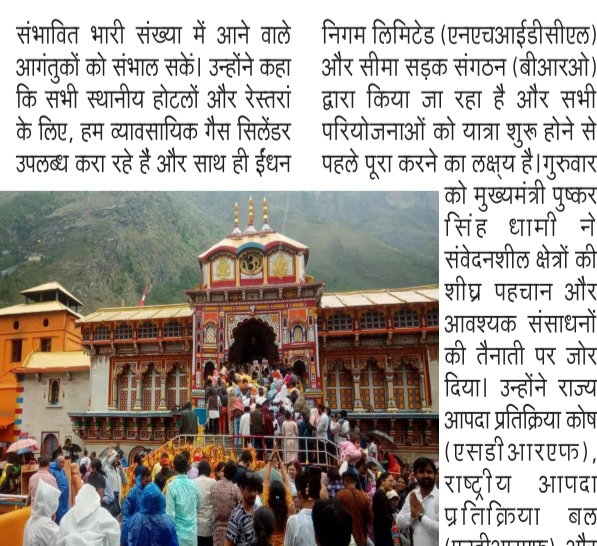 संभावित भारी संख्या में आने वाले
आगंतुकों को संभाल सकें। उन्होंने कहा
कि सभी स्थानीय होटलों और रेस्तरां
के लिए, हम व्यावसायिक गैस सिलेंडर
उपलब्ध करा रहे हैं और साथ ही ईंधन
निगम लिमिटेड (एनएचआईडीसीएल)
और सीमा सड़क संगठन (बीआरओ)
द्वारा किया जा रहा है और सभी
परियोजनाओं को यात्रा शुरू होने से
पहले पूरा करने का लक्ष्य है।गुरुवार
को मुख्यमंत्री पुष्कर
सिंह धामी ने
संवेदनशील क्षेत्रों की
शीघ्र पहचान और
आवश्यक संसाधनों
की तैनाती पर जोर
दिया। उन्होंने राज्य
आपदा प्रतिक्रिया कोष
(एसडीआरएफ),
राष्ट्रीय आपदा
प्रतिक्रिया बल